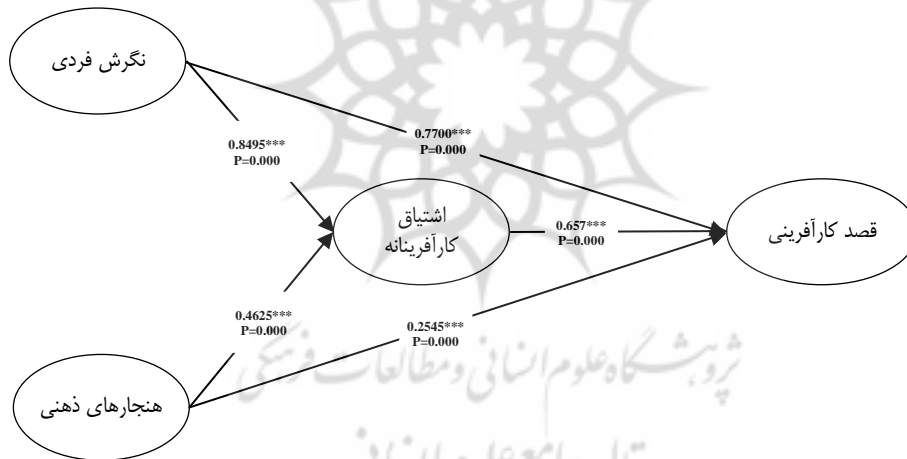 نگرش فردی
0.7700***
P=0.000
0.8495***
P=0.000
اشتیاق
کارآفرینانه
0.657***
P=0.000
قصد کارآفرینی
0.4625***
P=0.000
0.2545***
P=0.000
پژوهشگاه علوم انسانی و مطالعات فرهنگی
هنجارهای ذهنی